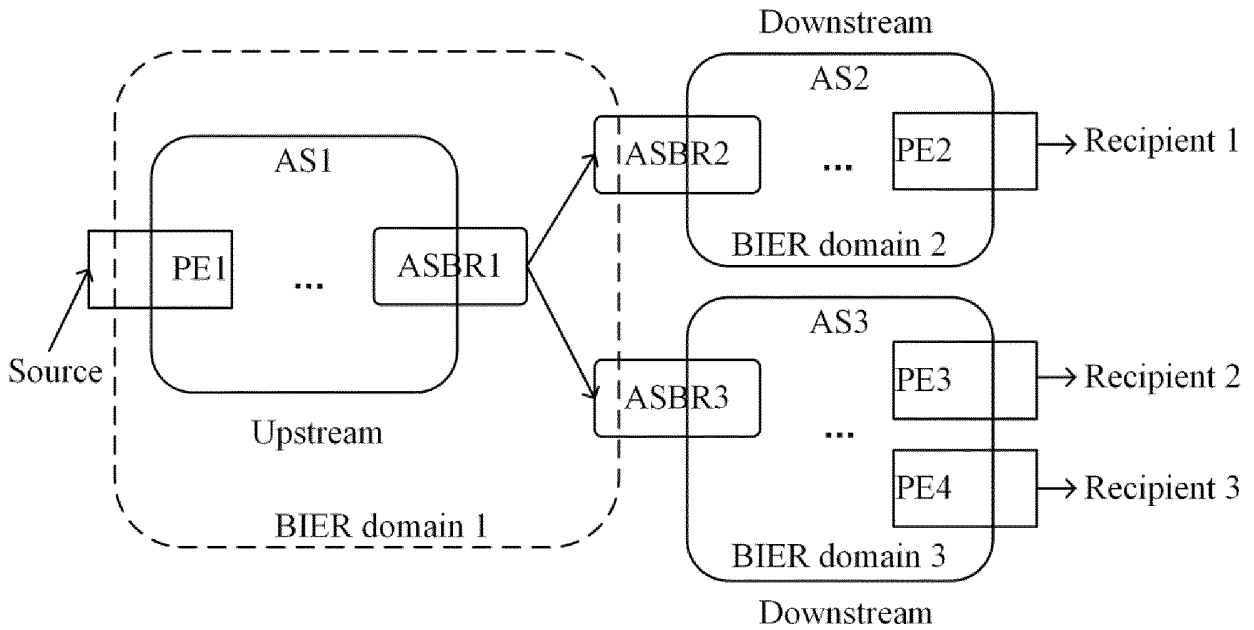 Downstream
AS2
ASBR2
...
PE2
Recipient 1
BIER domain 2
AS1
PE1
...
ASBR1
Source
Upstream
BIER domain 1
AS3
PE3
Recipient 2
ASBR3
...
PE4
Recipient 3
BIER domain 3
Downstream